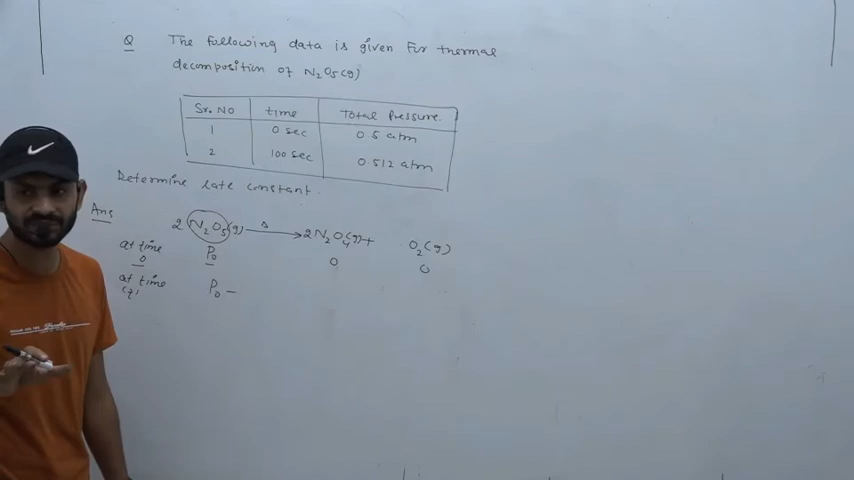 Q The following data is given for thermal
decomposition of N₂O₅(g)
Sr. NO time Total Pressure.
1 0 sec 0.5 atm
2 100 sec 0.512 atm
Determine rate constant.
Ans
2 N₂O₅(g) —Δ→ 2N₂O₄(g) + O₂(g)
at time 0 P₀ 0 0
at time P₀ –